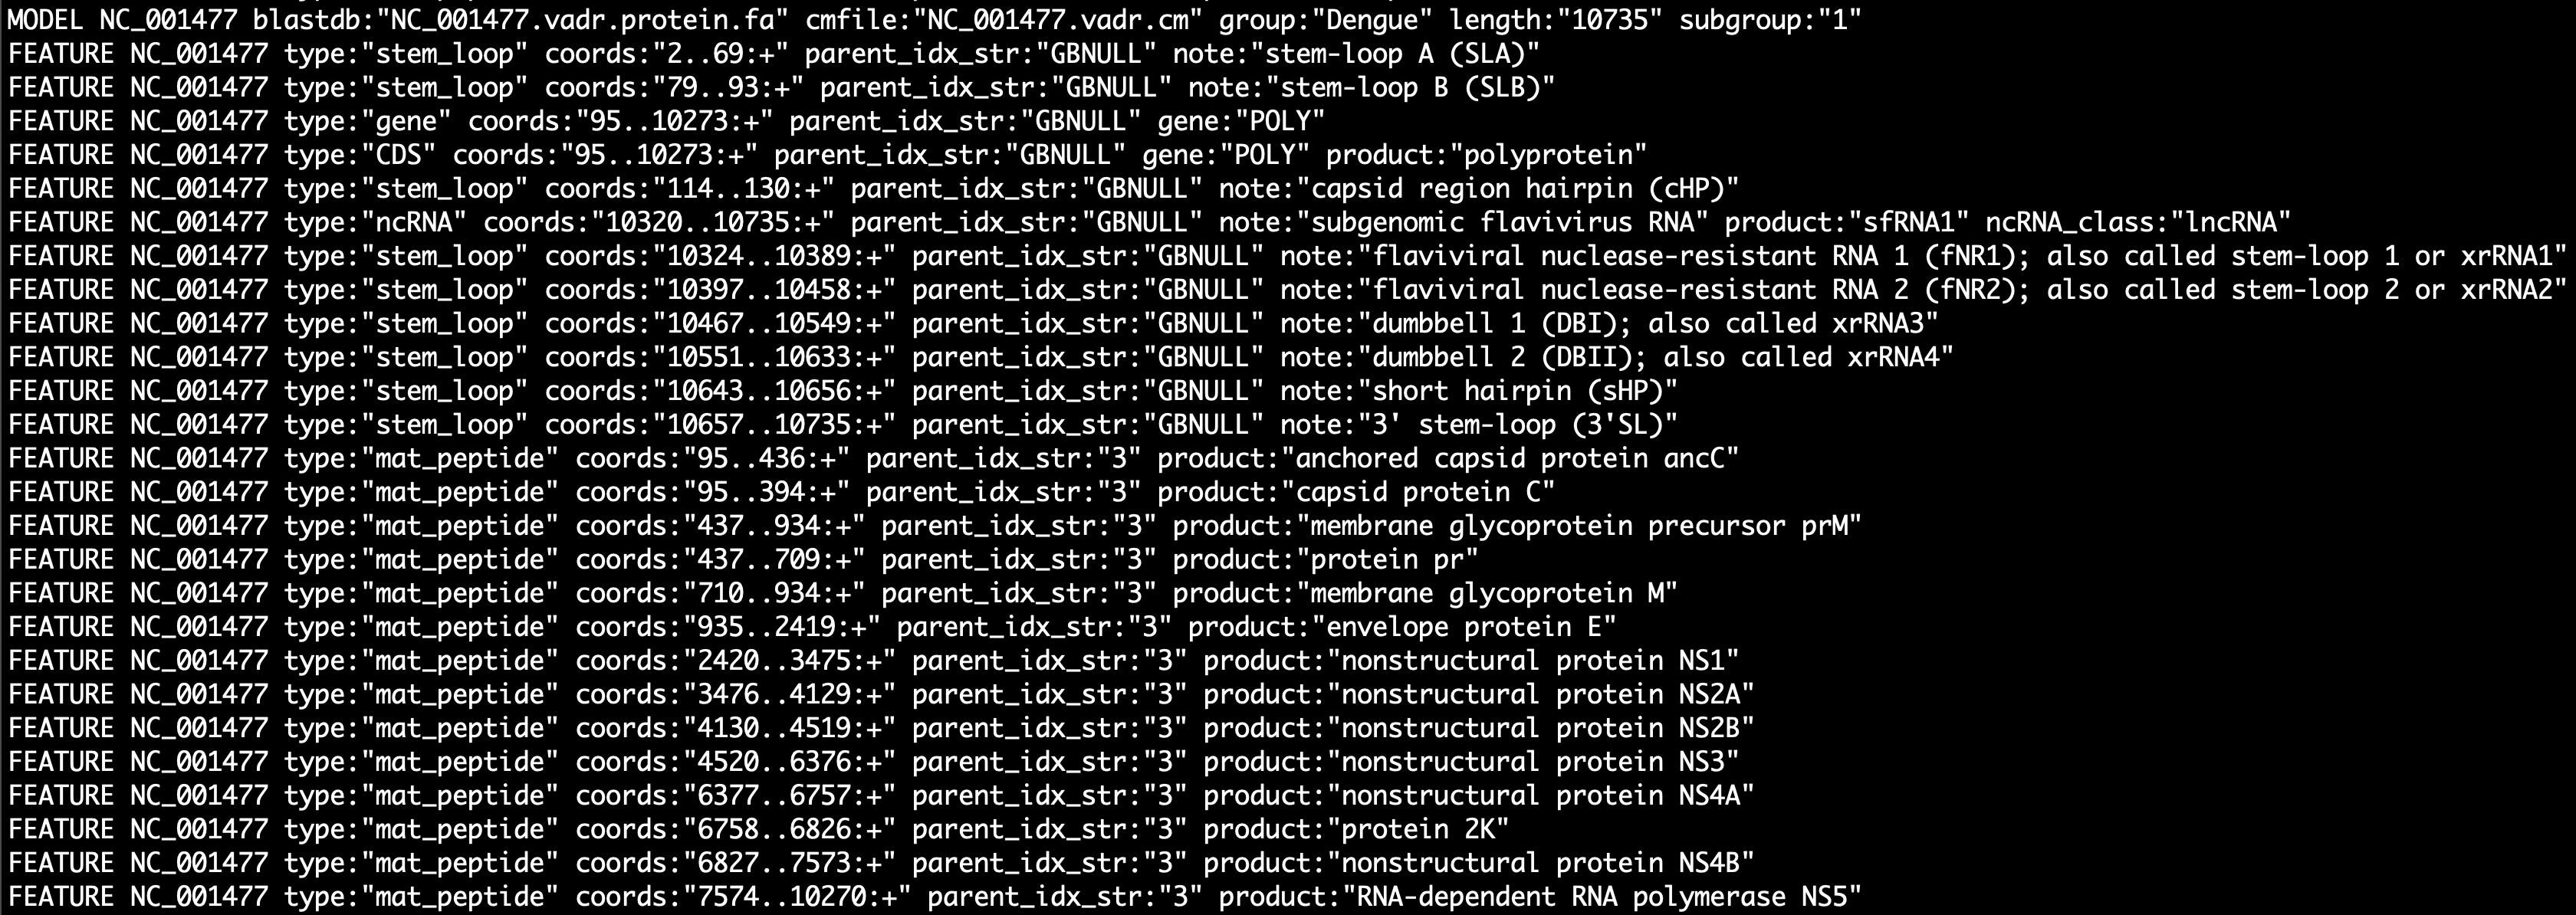 MODEL NC_001477 blastdb:"NC_001477.vadr.protein.fa" cmfile:"NC_001477.vadr.cm" group:"Dengue" length:"10735" subgroup:"1"
FEATURE NC_001477 type:"stem_loop" coords:"2..69:+" parent_idx_str:"GBNULL" note:"stem-loop A (SLA)"
FEATURE NC_001477 type:"stem_loop" coords:"79..93:+" parent_idx_str:"GBNULL" note:"stem-loop B (SLB)"
FEATURE NC_001477 type:"gene" coords:"95..10273:+" parent_idx_str:"GBNULL" gene:"POLY"
FEATURE NC_001477 type:"CDS" coords:"95..10273:+" parent_idx_str:"GBNULL" gene:"POLY" product:"polyprotein"
FEATURE NC_001477 type:"stem_loop" coords:"114..130:+" parent_idx_str:"GBNULL" note:"capsid region hairpin (cHP)"
FEATURE NC_001477 type:"ncRNA" coords:"10320..10735:+" parent_idx_str:"GBNULL" note:"subgenomic flavivirus RNA" product:"sfRNA1" ncRNA_class:"lncRNA"
FEATURE NC_001477 type:"stem_loop" coords:"10324..10389:+" parent_idx_str:"GBNULL" note:"flaviviral nuclease-resistant RNA 1 (fNR1); also called stem-loop 1 or xrRNA1"
FEATURE NC_001477 type:"stem_loop" coords:"10397..10458:+" parent_idx_str:"GBNULL" note:"flaviviral nuclease-resistant RNA 2 (fNR2); also called stem-loop 2 or xrRNA2"
FEATURE NC_001477 type:"stem_loop" coords:"10467..10549:+" parent_idx_str:"GBNULL" note:"dumbbell 1 (DBI); also called xrRNA3"
FEATURE NC_001477 type:"stem_loop" coords:"10551..10633:+" parent_idx_str:"GBNULL" note:"dumbbell 2 (DBII); also called xrRNA4"
FEATURE NC_001477 type:"stem_loop" coords:"10643..10656:+" parent_idx_str:"GBNULL" note:"short hairpin (sHP)"
FEATURE NC_001477 type:"stem_loop" coords:"10657..10735:+" parent_idx_str:"GBNULL" note:"3' stem-loop (3'SL)"
FEATURE NC_001477 type:"mat_peptide" coords:"95..436:+" parent_idx_str:"3" product:"anchored capsid protein ancC"
FEATURE NC_001477 type:"mat_peptide" coords:"95..394:+" parent_idx_str:"3" product:"capsid protein C"
FEATURE NC_001477 type:"mat_peptide" coords:"437..934:+" parent_idx_str:"3" product:"membrane glycoprotein precursor prM"
FEATURE NC_001477 type:"mat_peptide" coords:"437..709:+" parent_idx_str:"3" product:"protein pr"
FEATURE NC_001477 type:"mat_peptide" coords:"710..934:+" parent_idx_str:"3" product:"membrane glycoprotein M"
FEATURE NC_001477 type:"mat_peptide" coords:"935..2419:+" parent_idx_str:"3" product:"envelope protein E"
FEATURE NC_001477 type:"mat_peptide" coords:"2420..3475:+" parent_idx_str:"3" product:"nonstructural protein NS1"
FEATURE NC_001477 type:"mat_peptide" coords:"3476..4129:+" parent_idx_str:"3" product:"nonstructural protein NS2A"
FEATURE NC_001477 type:"mat_peptide" coords:"4130..4519:+" parent_idx_str:"3" product:"nonstructural protein NS2B"
FEATURE NC_001477 type:"mat_peptide" coords:"4520..6376:+" parent_idx_str:"3" product:"nonstructural protein NS3"
FEATURE NC_001477 type:"mat_peptide" coords:"6377..6757:+" parent_idx_str:"3" product:"nonstructural protein NS4A"
FEATURE NC_001477 type:"mat_peptide" coords:"6758..6826:+" parent_idx_str:"3" product:"protein 2K"
FEATURE NC_001477 type:"mat_peptide" coords:"6827..7573:+" parent_idx_str:"3" product:"nonstructural protein NS4B"
FEATURE NC_001477 type:"mat_peptide" coords:"7574..10270:+" parent_idx_str:"3" product:"RNA-dependent RNA polymerase NS5"